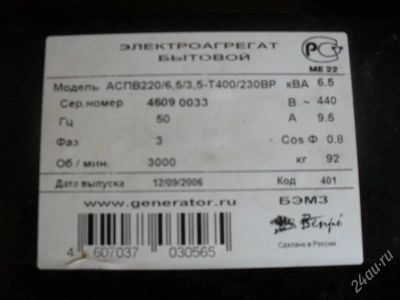 ЭЛЕКТРОАГРЕГАТ
БЫТОВОЙ
РС
МЕ 22
Модель АСПВ220/6,5/3,5-Т400/230ВР кВА 6.5
Сер.номер 4609 0033 В ~ 440
Гц 50 А 9.6
Фаз 3 Cos Ф 0.8
Об / мин. 3000 кг 92
Дата выпуска 12/09/2006 Код 401
www.generator.ru БЭМЗ
Вепрь
4 607037 030565
Сделано в России
24au.ru